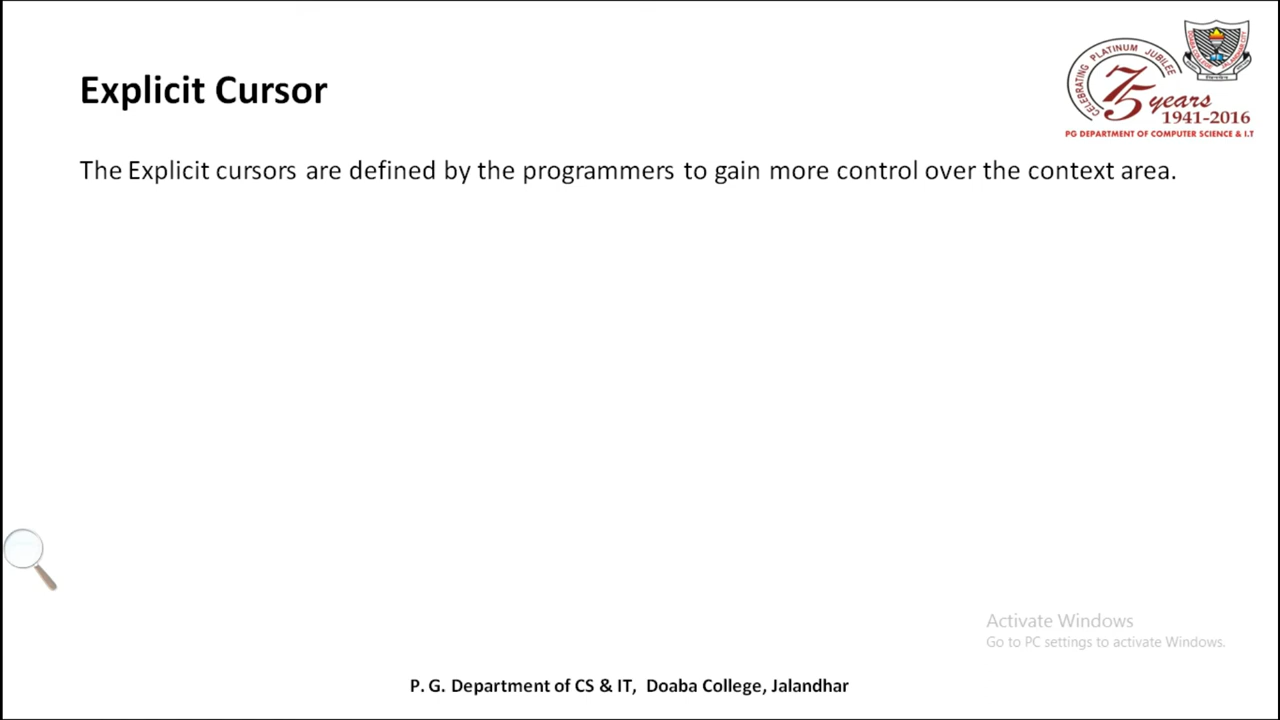 Explicit Cursor
CELEBRATING PLATINUM JUBILEE
75 years
1941-2016
PG DEPARTMENT OF COMPUTER SCIENCE & I.T
The Explicit cursors are defined by the programmers to gain more control over the context area.
Activate Windows
Go to PC settings to activate Windows.
P. G. Department of CS & IT, Doaba College, Jalandhar